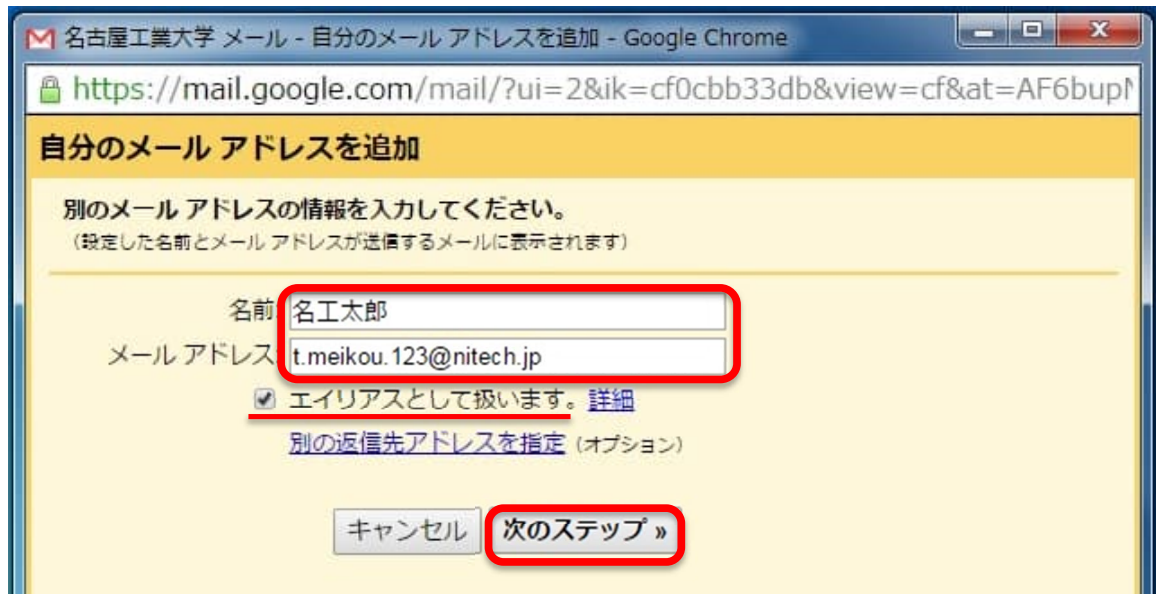 名古屋工業大学 メール - 自分のメール アドレスを追加 - Google Chrome
https://mail.google.com/mail/?ui=2&ik=cf0cbb33db&view=cf&at=AF6bup
自分のメール アドレスを追加
別のメール アドレスの情報を入力してください。
（設定した名前とメール アドレスが送信するメールに表示されます）
名前: 名工太郎
メール アドレス: t.meikou.123@nitech.jp
エイリアスとして扱います。詳細
別の返信先アドレスを指定（オプション）
キャンセル 次のステップ »